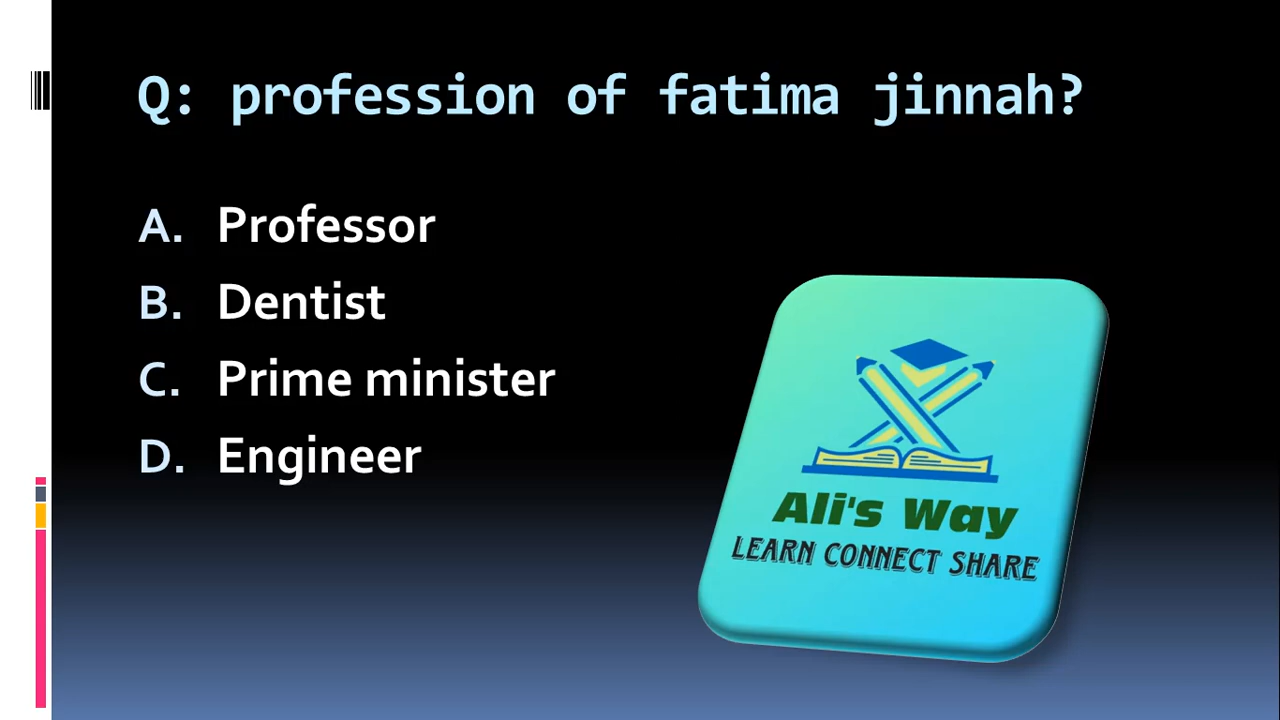 Q: profession of fatima jinnah?
A. Professor
B. Dentist
C. Prime minister
D. Engineer
Ali's Way
LEARN CONNECT SHARE